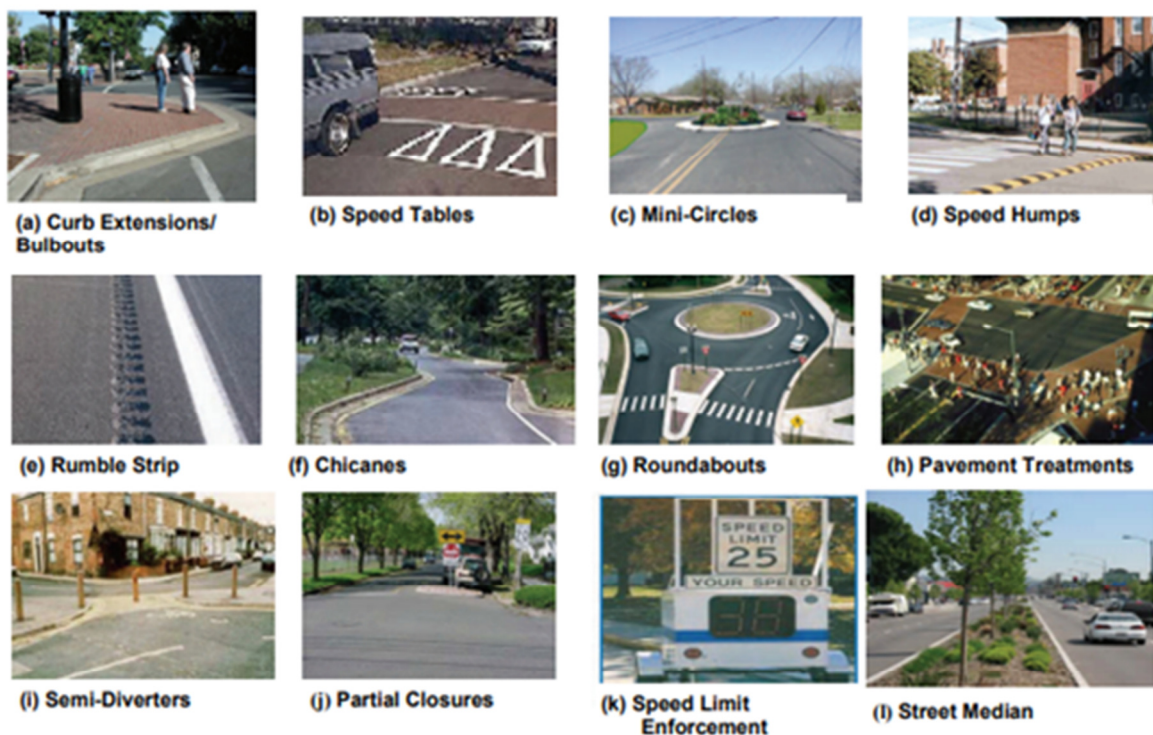 (a) Curb Extensions/
Bulbouts
(b) Speed Tables
(c) Mini-Circles
(d) Speed Humps
(e) Rumble Strip
(f) Chicanes
(g) Roundabouts
(h) Pavement Treatments
(i) Semi-Diverters
(j) Partial Closures
SPEED
LIMIT
25
YOUR SPEED
38
(k) Speed Limit
Enforcement
(l) Street Median